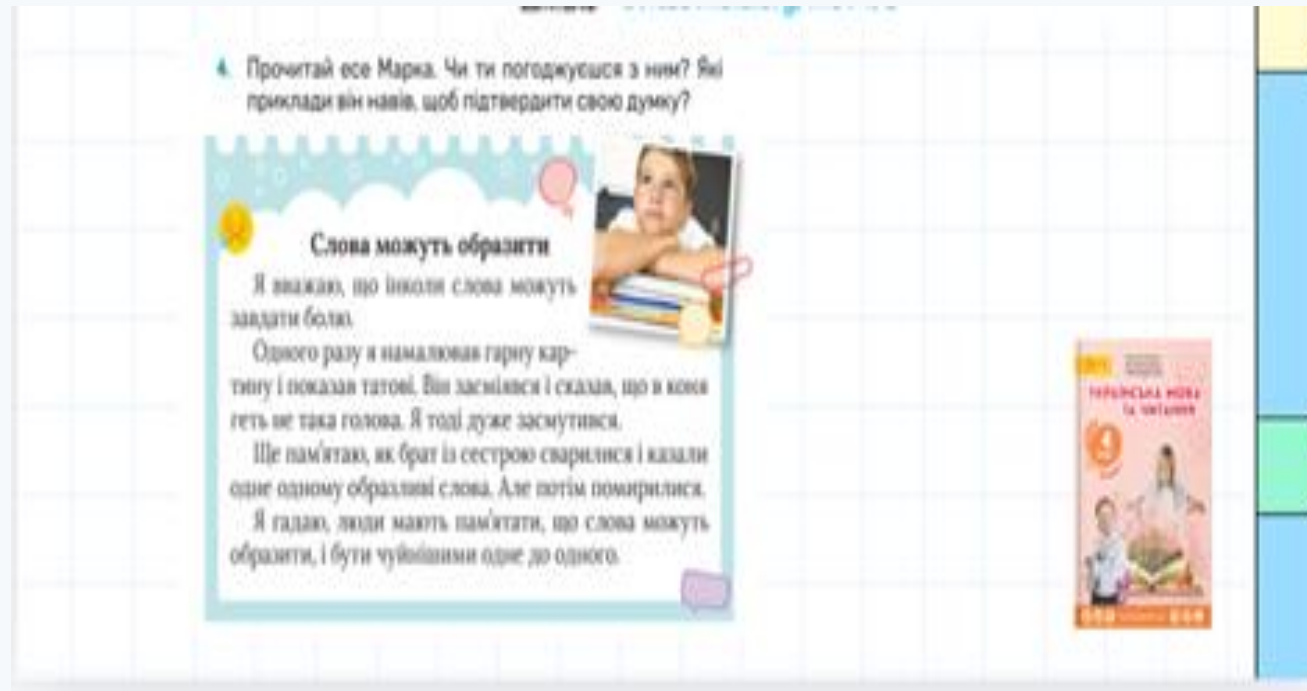 4. Прочитай есе Марка. Чи ти погоджуєшся з ним? Які
приклади він навів, щоб підтвердити свою думку?
Слова можуть образити
Я вважаю, що інколи слова можуть
завдати болю.
Одного разу я намалював гарну кар-
тину і показав татові. Він засміявся і сказав, що в коня
геть не така голова. Я тоді дуже засмутився.
Ще пам'ятаю, як брат із сестрою сварилися і казали
одне одному образливі слова. Але потім помирилися.
Я гадаю, люди мають пам'ятати, що слова можуть
образити, і бути чуйнішими одне до одного.
УКРАЇНСЬКА МОВА
ТА ЧИТАННЯ
4